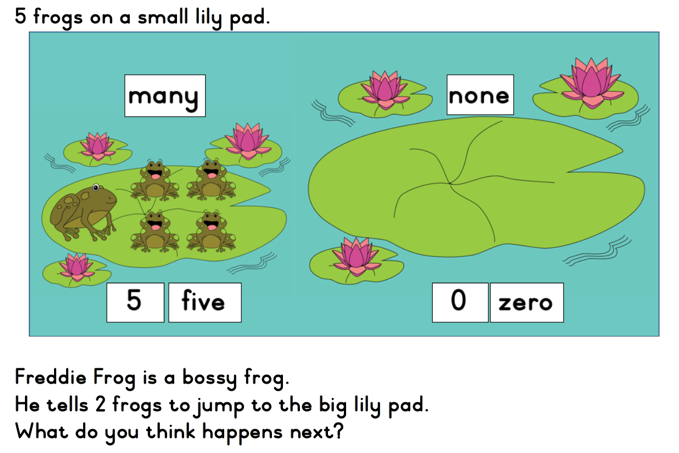 5 frogs on a small lily pad.
many
none
5 five
0 zero
Freddie Frog is a bossy frog.
He tells 2 frogs to jump to the big lily pad.
What do you think happens next?